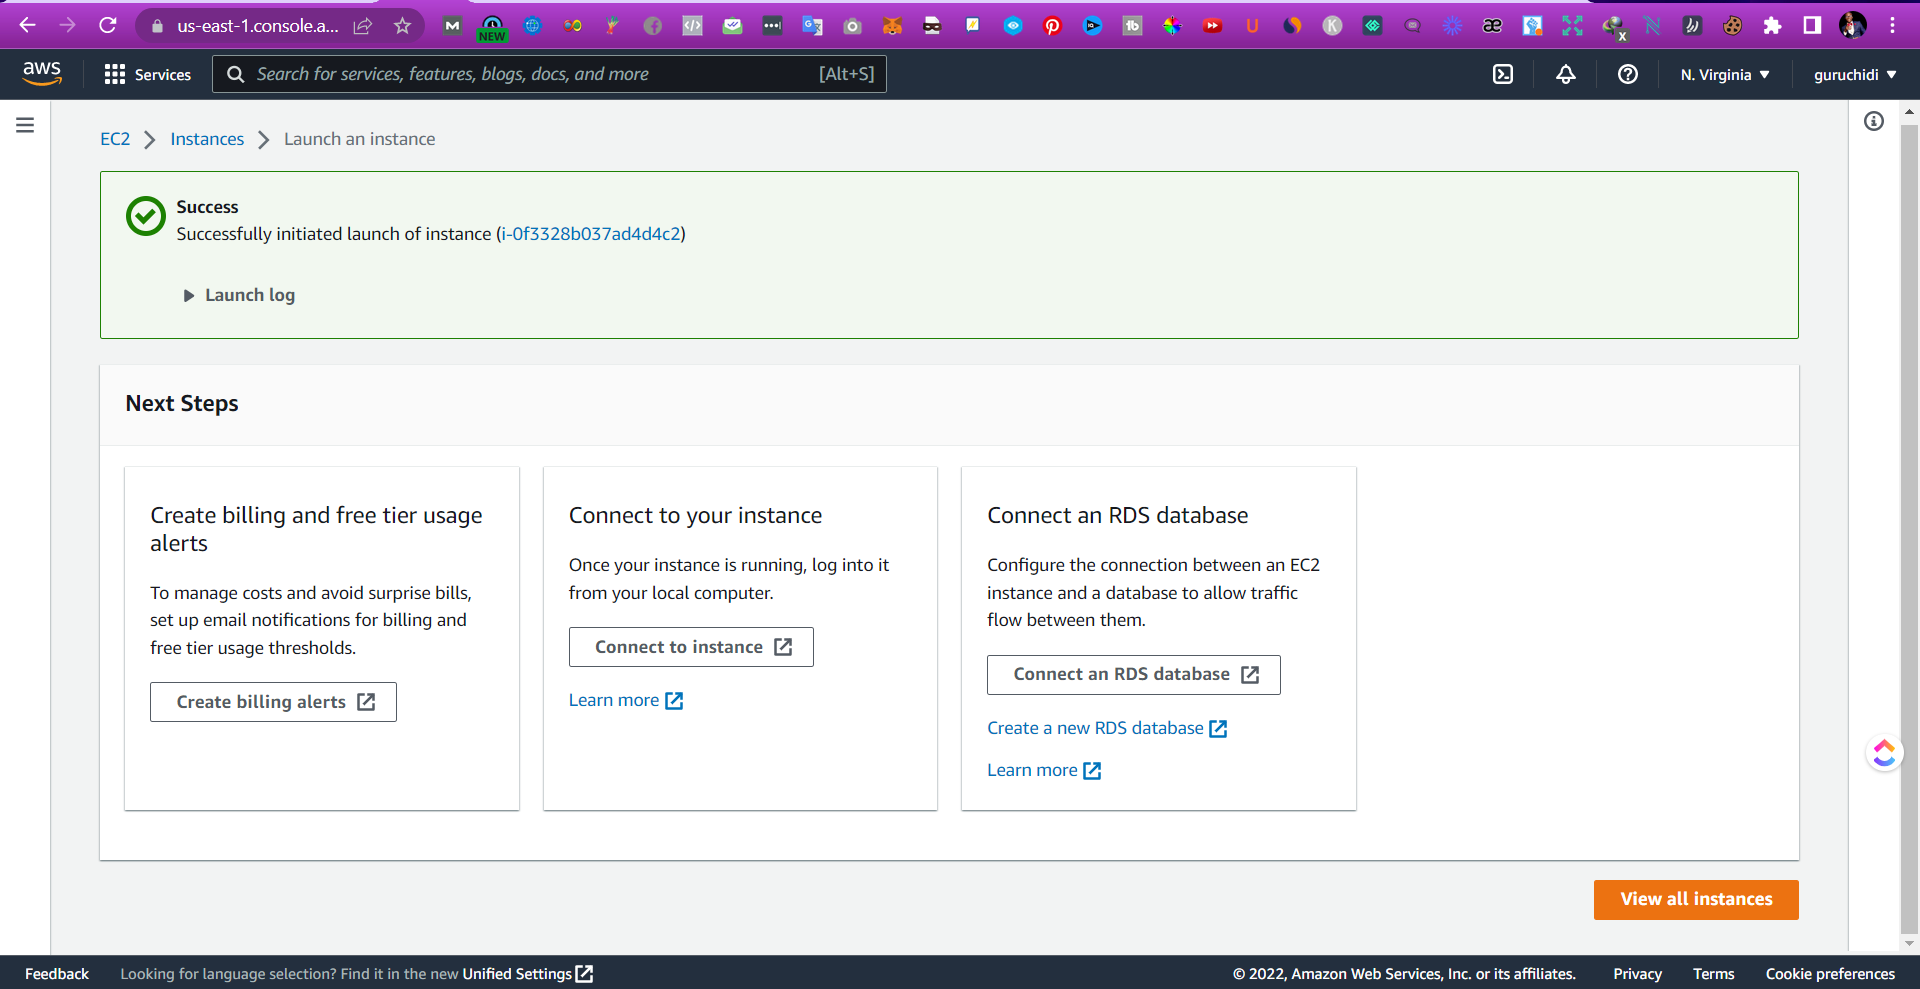 us-east-1.console.a...
NEW
aws
Services
Search for services, features, blogs, docs, and more
[Alt+S]
N. Virginia
guruchidi
EC2
Instances
Launch an instance
Success
Successfully initiated launch of instance (i-0f3328b037ad4d4c2)
Launch log
Next Steps
Create billing and free tier usage
alerts
To manage costs and avoid surprise bills,
set up email notifications for billing and
free tier usage thresholds.
Create billing alerts
Connect to your instance
Once your instance is running, log into it
from your local computer.
Connect to instance
Learn more
Connect an RDS database
Configure the connection between an EC2
instance and a database to allow traffic
flow between them.
Connect an RDS database
Create a new RDS database
Learn more
View all instances
Feedback
Looking for language selection? Find it in the new Unified Settings
© 2022, Amazon Web Services, Inc. or its affiliates.
Privacy
Terms
Cookie preferences